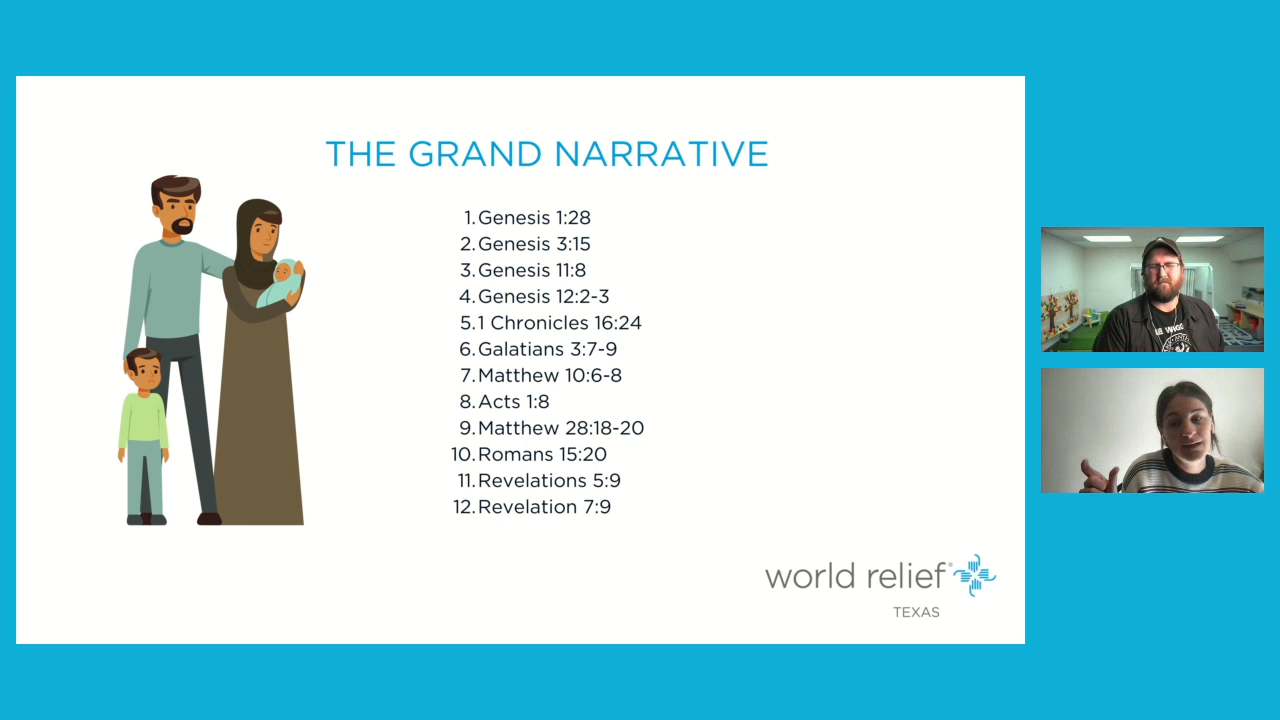 THE GRAND NARRATIVE
1. Genesis 1:28
2. Genesis 3:15
3. Genesis 11:8
4. Genesis 12:2-3
5. 1 Chronicles 16:24
6. Galatians 3:7-9
7. Matthew 10:6-8
8. Acts 1:8
9. Matthew 28:18-20
10. Romans 15:20
11. Revelations 5:9
12. Revelation 7:9
world relief®
TEXAS